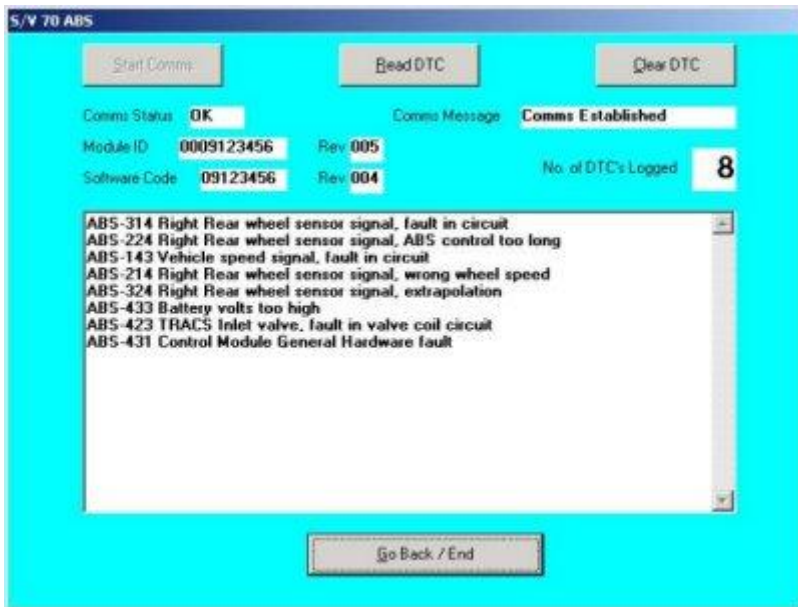 S/V 70 ABS
Start Comms Read DTC Clear DTC
Comms Status OK Comms Message Comms Established
Module ID 0009123456 Rev 005
Software Code 09123456 Rev 004 No. of DTC's Logged 8
ABS-314 Right Rear wheel sensor signal, fault in circuit
ABS-224 Right Rear wheel sensor signal, ABS control too long
ABS-143 Vehicle speed signal, fault in circuit
ABS-214 Right Rear wheel sensor signal, wrong wheel speed
ABS-324 Right Rear wheel sensor signal, extrapolation
ABS-433 Battery volts too high
ABS-423 TRACS Inlet valve, fault in valve coil circuit
ABS-431 Control Module General Hardware fault
Go Back / End